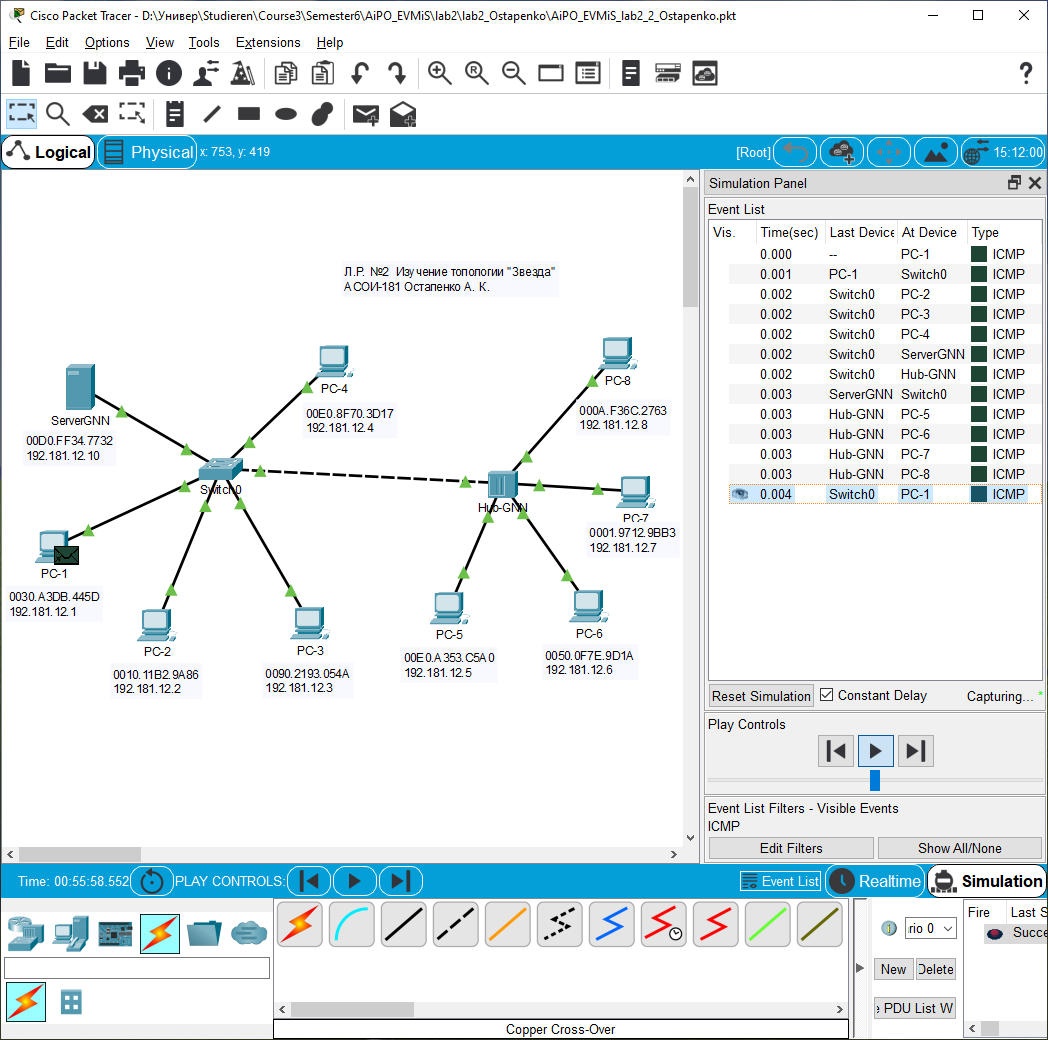 Cisco Packet Tracer - D:\Универ\Studieren\Course3\Semester6\AiPO_EVMiS\lab2\lab2_Ostapenko\AiPO_EVMiS_lab2_2_Ostapenko.pkt
File Edit Options View Tools Extensions Help
Logical Physical x: 753, y: 419 [Root] 15:12:00
Л.Р. №2 Изучение топологии "Звезда"
АСОИ-181 Остапенко А. К.
PC-4
00E0.8F70.3D17
192.181.12.4
PC-8
000A.F36C.2763
192.181.12.8
ServerGNN
00D0.FF34.7732
192.181.12.10
Switch0
Hub-GNN
PC-7
0001.9712.9BB3
192.181.12.7
PC-1
0030.A3DB.445D
192.181.12.1
PC-2
0010.11B2.9A86
192.181.12.2
PC-3
0090.2193.054A
192.181.12.3
PC-5
00E0.A353.C5A0
192.181.12.5
PC-6
0050.0F7E.9D1A
192.181.12.6
Simulation Panel
Event List
Vis. Time(sec) Last Device At Device Type
0.000 -- PC-1 ICMP
0.001 PC-1 Switch0 ICMP
0.002 Switch0 PC-2 ICMP
0.002 Switch0 PC-3 ICMP
0.002 Switch0 PC-4 ICMP
0.002 Switch0 ServerGNN ICMP
0.002 Switch0 Hub-GNN ICMP
0.003 ServerGNN Switch0 ICMP
0.003 Hub-GNN PC-5 ICMP
0.003 Hub-GNN PC-6 ICMP
0.003 Hub-GNN PC-7 ICMP
0.003 Hub-GNN PC-8 ICMP
0.004 Switch0 PC-1 ICMP
Reset Simulation Constant Delay Capturing...
Play Controls
Event List Filters - Visible Events
ICMP
Edit Filters Show All/None
Time: 00:55:58.552 PLAY CONTROLS: Event List Realtime Simulation
rio 0
New Delete
e PDU List W
Fire Last S
Succe
Copper Cross-Over